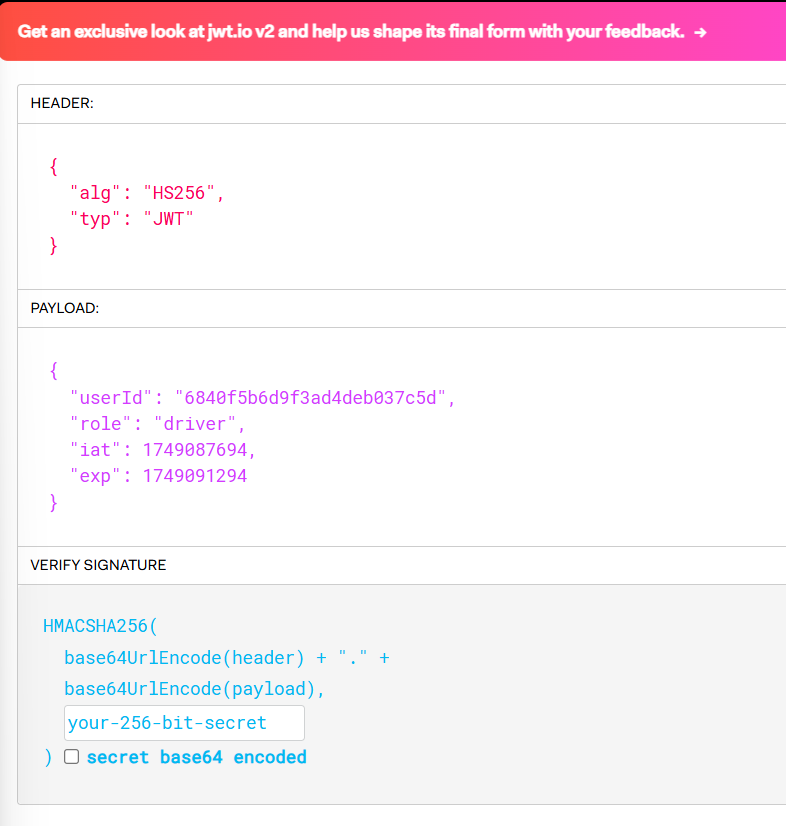 Get an exclusive look at jwt.io v2 and help us shape its final form with your feedback. →
HEADER:
{
"alg": "HS256",
"typ": "JWT"
}
PAYLOAD:
{
"userId": "6840f5b6d9f3ad4deb037c5d",
"role": "driver",
"iat": 1749087694,
"exp": 1749091294
}
VERIFY SIGNATURE
HMACSHA256(
base64UrlEncode(header) + "." +
base64UrlEncode(payload),
your-256-bit-secret
) secret base64 encoded